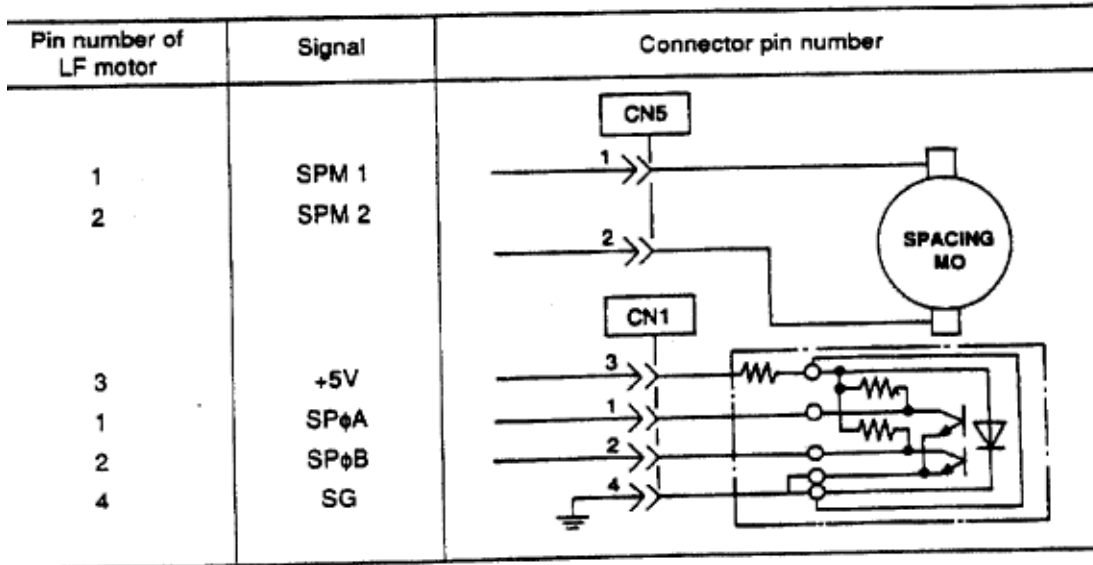 Pin number of LF motor Signal Connector pin number
CN5
1 SPM 1 1
2 SPM 2 2
SPACING MO
CN1
3 +5V 3
1 SPφA 1
2 SPφB 2
4 SG 4